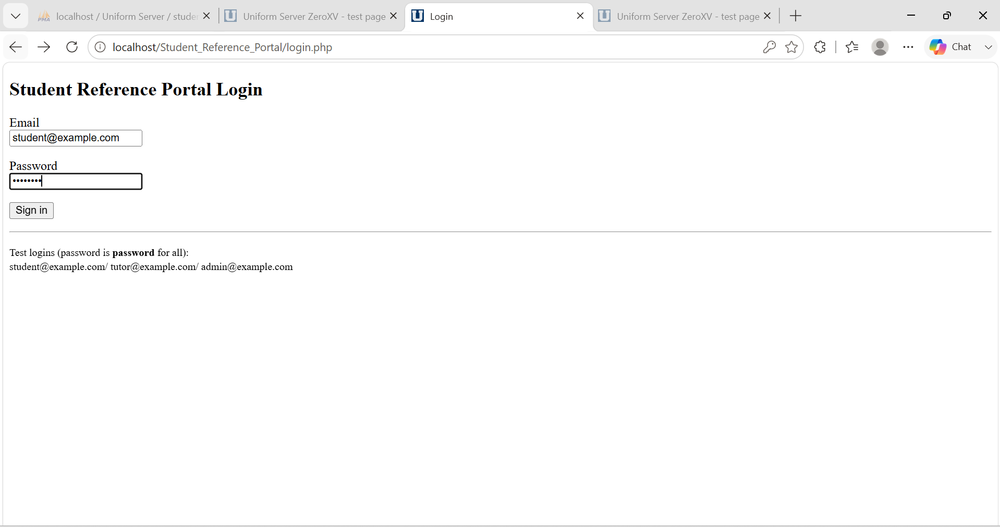 localhost / Uniform Server / stude
Uniform Server ZeroXV - test page
Login
Uniform Server ZeroXV - test page
localhost/Student_Reference_Portal/login.php
Chat
Student Reference Portal Login
Email
student@example.com
Password
••••••••
Sign in
Test logins (password is password for all):
student@example.com/ tutor@example.com/ admin@example.com
PMA